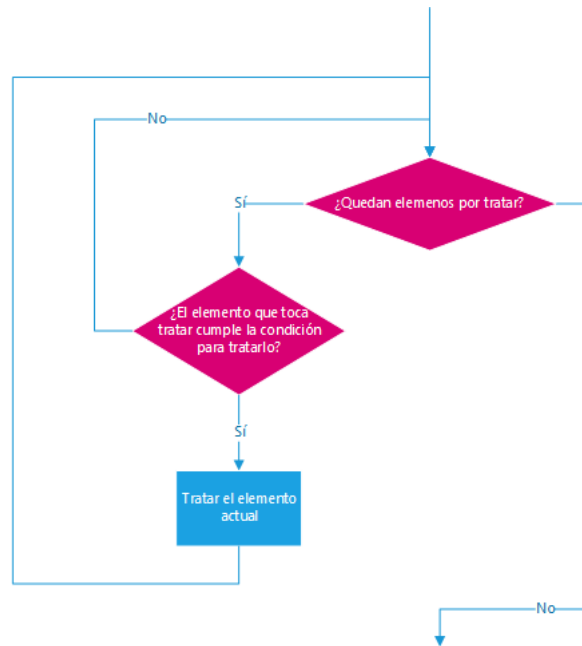 No
¿Quedan elemenos por tratar?
Sí
¿El elemento que toca
tratar cumple la condición
para tratarlo?
Sí
Tratar el elemento
actual
No